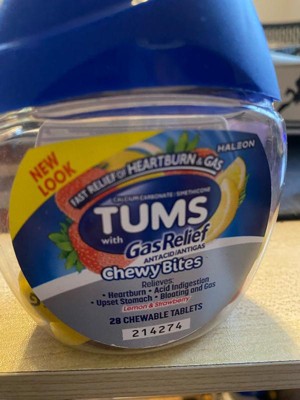 NEW
LOOK
FAST RELIEF OF HEARTBURN & GAS
HALEON
CALCIUM CARBONATE · SIMETHICONE
TUMS
with Gas Relief
ANTACID/ANTIGAS
Chewy Bites
Relieves:
• Heartburn • Acid Indigestion
• Upset Stomach • Bloating and Gas
Lemon & Strawberry
28 CHEWABLE TABLETS
214274